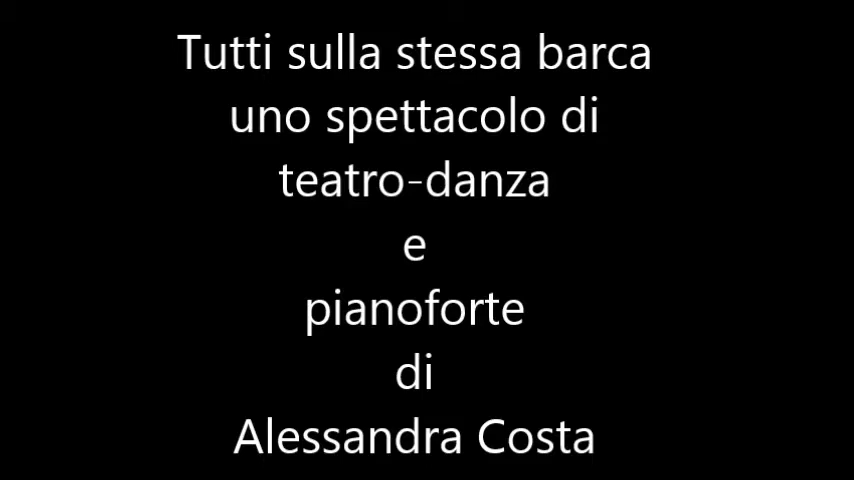 Tutti sulla stessa barca
uno spettacolo di
teatro-danza
e
pianoforte
di
Alessandra Costa